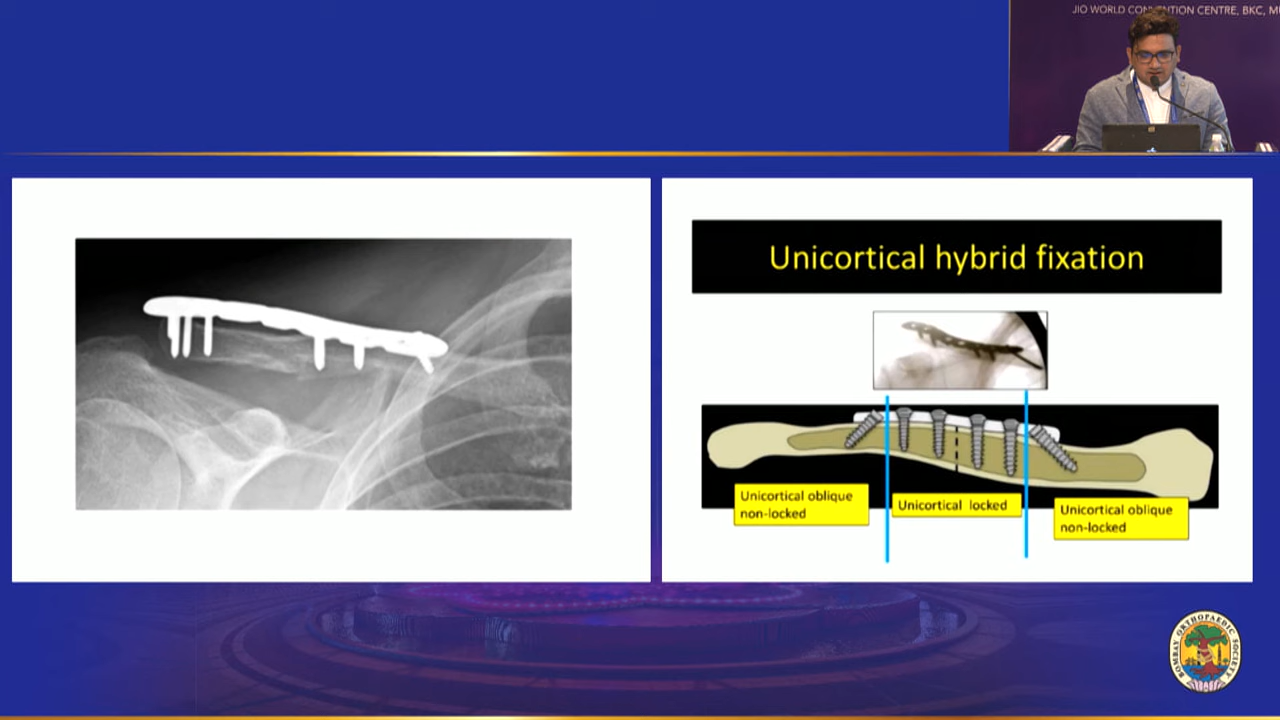 JIO WORLD CONVENTION CENTRE, BKC, MU
Unicortical hybrid fixation
Unicortical oblique
non-locked
Unicortical locked
Unicortical oblique
non-locked
BOMBAY ORTHOPAEDIC SOCIETY